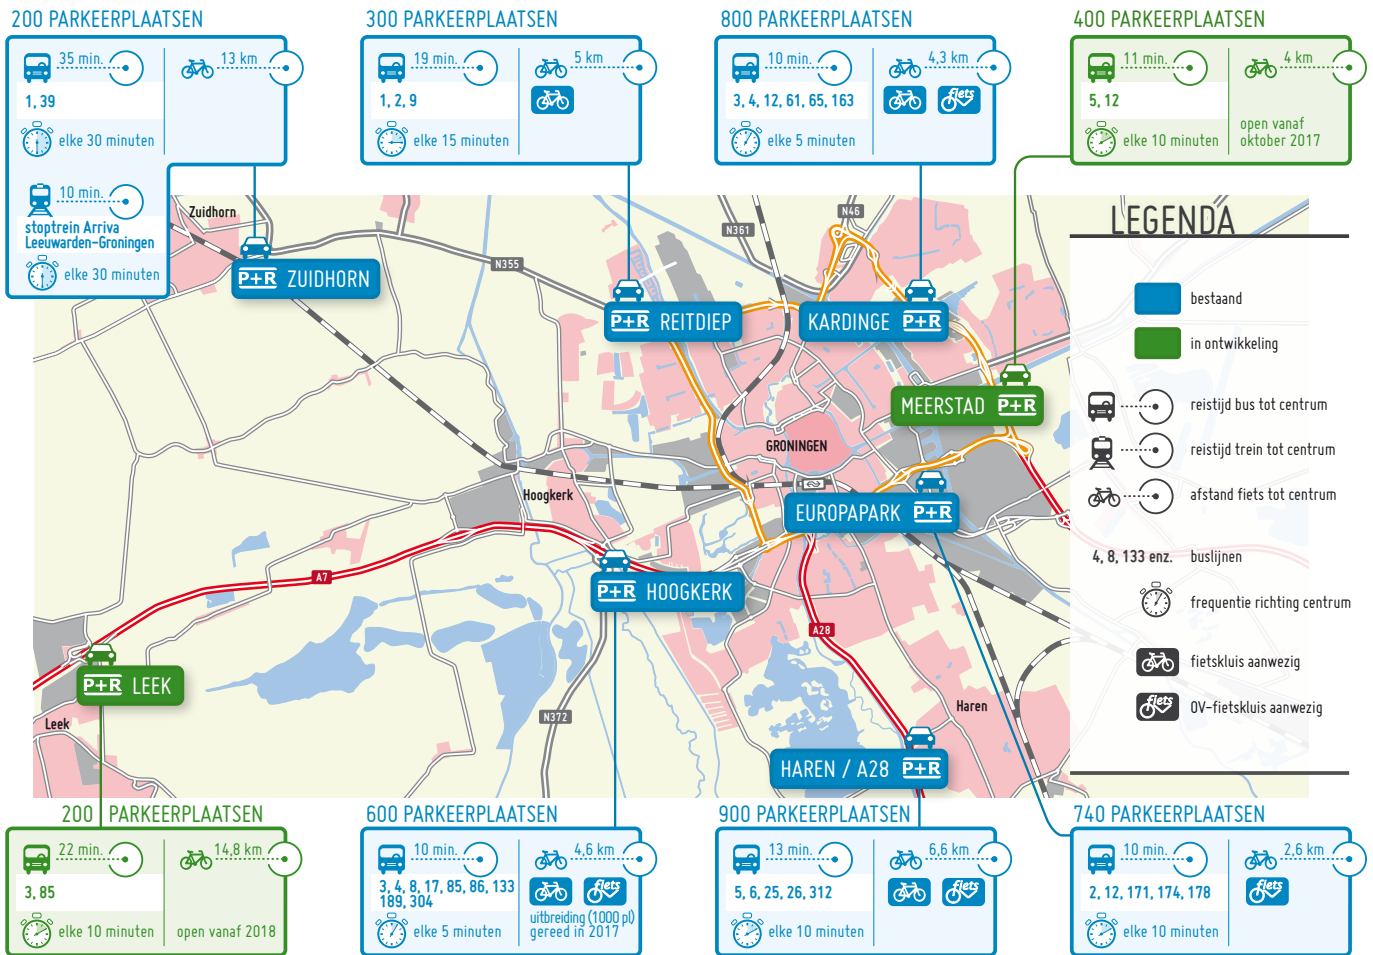 200 PARKEERPLAATSEN
35 min.
13 km
1, 39
elke 30 minuten
10 min.
stoptrein Arriva
Leeuwarden-Groningen
elke 30 minuten
300 PARKEERPLAATSEN
19 min.
5 km
1, 2, 9
elke 15 minuten
800 PARKEERPLAATSEN
10 min.
4,3 km
3, 4, 12, 61, 65, 163
fiets
elke 5 minuten
400 PARKEERPLAATSEN
11 min.
4 km
5, 12
elke 10 minuten
open vanaf
oktober 2017
Zuidhorn
P+R ZUIDHORN
N355
N361
N46
P+R REITDIEP
KARDINGE P+R
MEERSTAD P+R
GRONINGEN
Hoogkerk
EUROPAPARK P+R
A7
P+R HOOGKERK
A28
P+R LEEK
Leek
N372
Haren
HAREN / A28 P+R
LEGENDA
bestaand
in ontwikkeling
reistijd bus tot centrum
reistijd trein tot centrum
afstand fiets tot centrum
4, 8, 133 enz. buslijnen
frequentie richting centrum
fietskluis aanwezig
fiets
OV-fietskluis aanwezig
200 PARKEERPLAATSEN
22 min.
14,8 km
3, 85
elke 10 minuten
open vanaf 2018
600 PARKEERPLAATSEN
10 min.
4,6 km
3, 4, 8, 17, 85, 86, 133
189, 304
fiets
uitbreiding (1000 pl)
gereed in 2017
elke 5 minuten
900 PARKEERPLAATSEN
13 min.
6,6 km
5, 6, 25, 26, 312
fiets
elke 10 minuten
740 PARKEERPLAATSEN
10 min.
2,6 km
2, 12, 171, 174, 178
fiets
elke 10 minuten